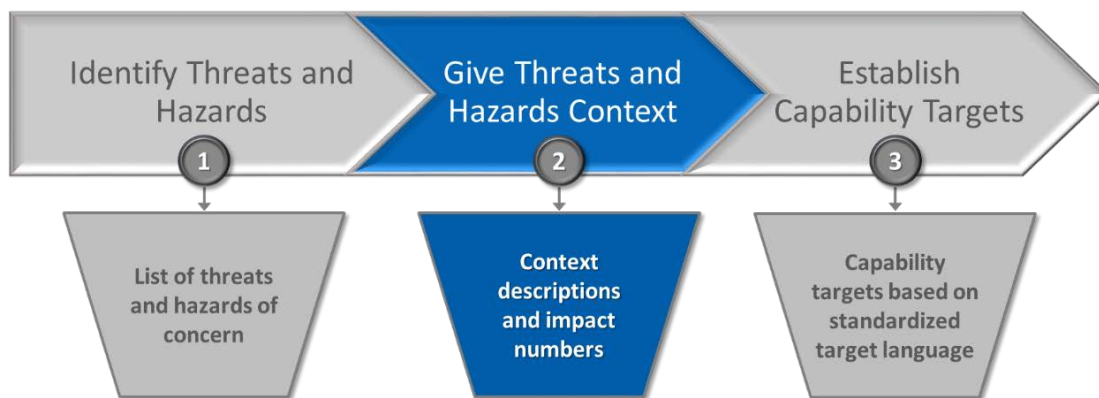 Identify Threats and
Hazards
1
Give Threats and
Hazards Context
2
Establish
Capability Targets
3
List of threats
and hazards of
concern
Context
descriptions
and impact
numbers
Capability
targets based on
standardized
target language